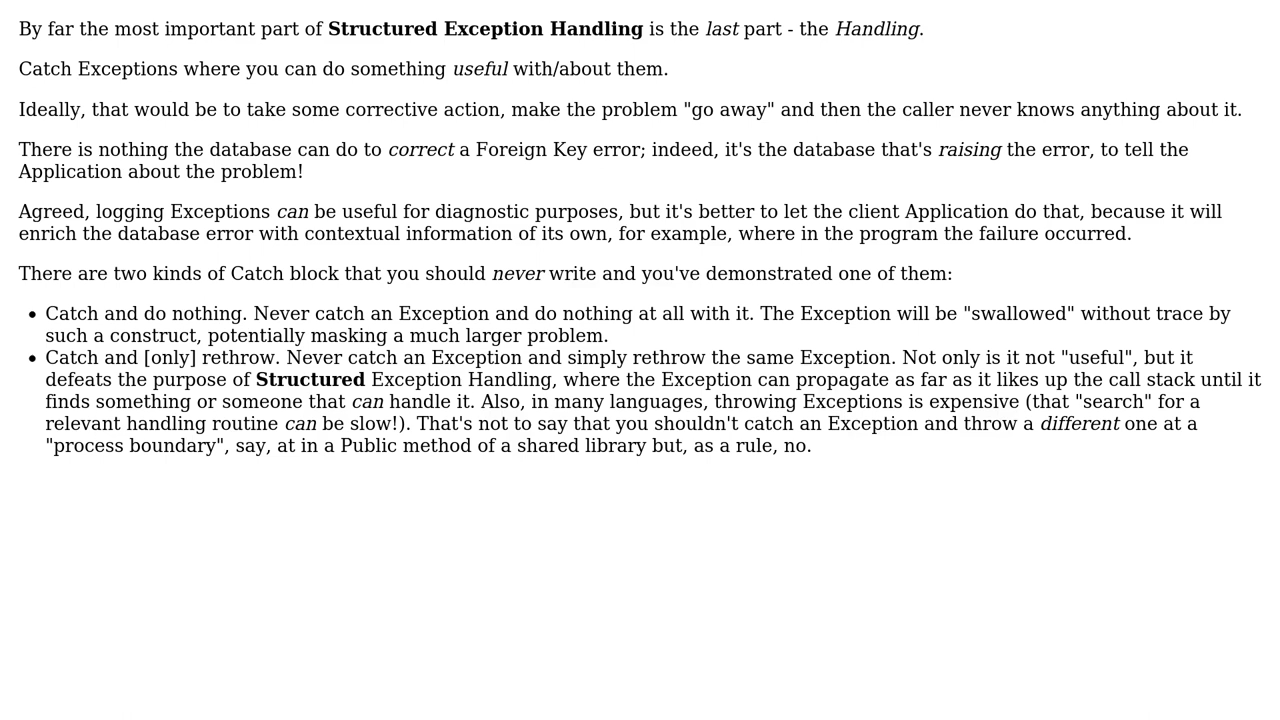 By far the most important part of Structured Exception Handling is the last part - the Handling.
Catch Exceptions where you can do something useful with/about them.
Ideally, that would be to take some corrective action, make the problem "go away" and then the caller never knows anything about it.
There is nothing the database can do to correct a Foreign Key error; indeed, it's the database that's raising the error, to tell the
Application about the problem!
Agreed, logging Exceptions can be useful for diagnostic purposes, but it's better to let the client Application do that, because it will
enrich the database error with contextual information of its own, for example, where in the program the failure occurred.
There are two kinds of Catch block that you should never write and you've demonstrated one of them:
• Catch and do nothing. Never catch an Exception and do nothing at all with it. The Exception will be "swallowed" without trace by
such a construct, potentially masking a much larger problem.
• Catch and [only] rethrow. Never catch an Exception and simply rethrow the same Exception. Not only is it not "useful", but it
defeats the purpose of Structured Exception Handling, where the Exception can propagate as far as it likes up the call stack until it
finds something or someone that can handle it. Also, in many languages, throwing Exceptions is expensive (that "search" for a
relevant handling routine can be slow!). That's not to say that you shouldn't catch an Exception and throw a different one at a
"process boundary", say, at in a Public method of a shared library but, as a rule, no.